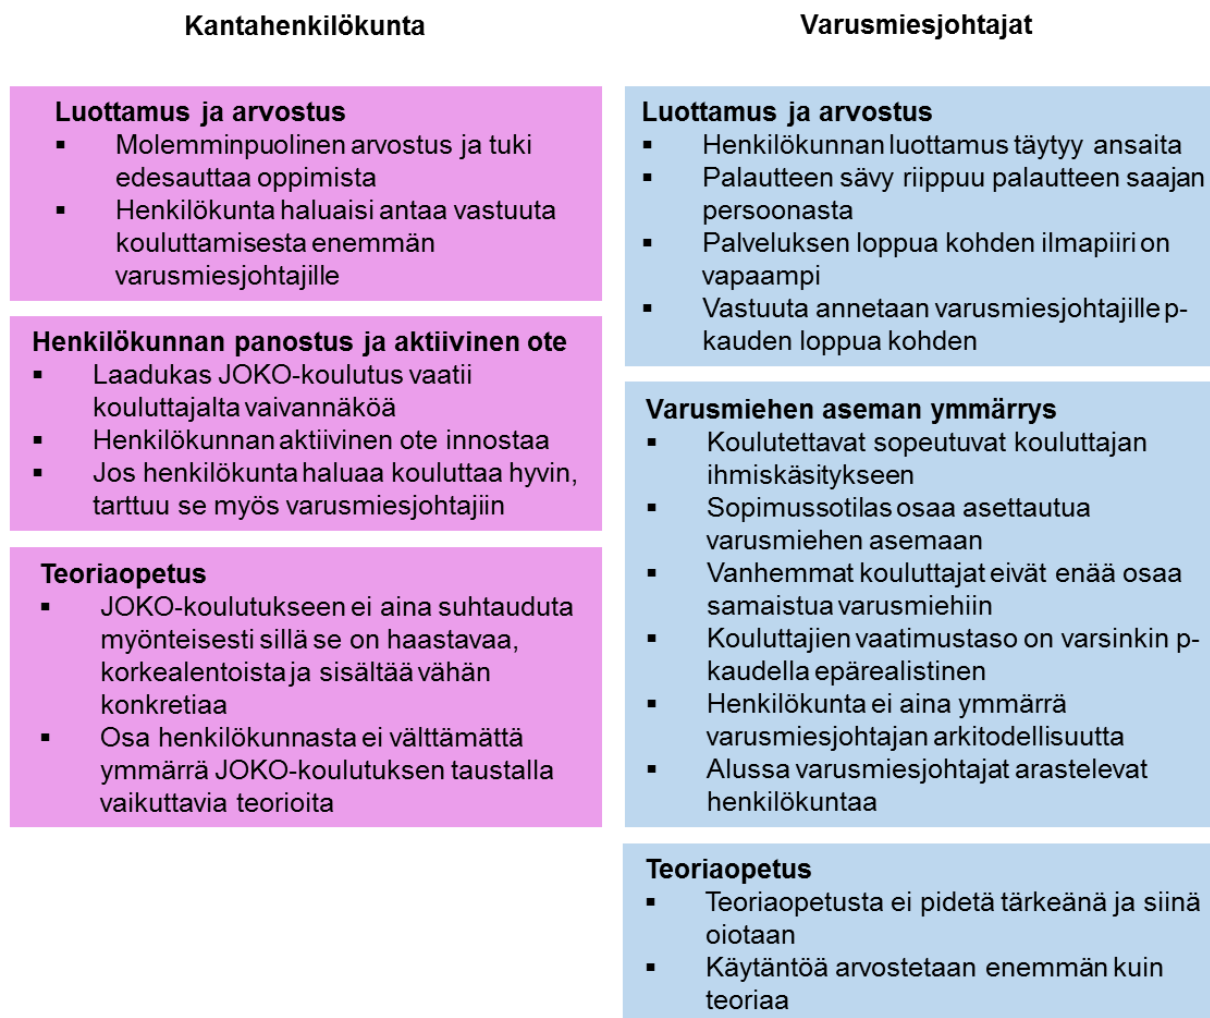 Kantahenkilökunta
Luottamus ja arvostus
▪ Molemminpuolinen arvostus ja tuki
edesauttaa oppimista
▪ Henkilökunta haluaisi antaa vastuuta
kouluttamisesta enemmän
varusmiesjohtajille
Henkilökunnan panostus ja aktiivinen ote
▪ Laadukas JOKO-koulutus vaatii
kouluttajalta vaivannäköä
▪ Henkilökunnan aktiivinen ote innostaa
▪ Jos henkilökunta haluaa kouluttaa hyvin,
tarttuu se myös varusmiesjohtajiin
Teoriaopetus
▪ JOKO-koulutukseen ei aina suhtauduta
myönteisesti sillä se on haastavaa,
korkealentoista ja sisältää vähän
konkretiaa
▪ Osa henkilökunnasta ei välttämättä
ymmärrä JOKO-koulutuksen taustalla
vaikuttavia teorioita
Varusmiesjohtajat
Luottamus ja arvostus
▪ Henkilökunnan luottamus täytyy ansaita
▪ Palautteen sävy riippuu palautteen saajan
persoonasta
▪ Palveluksen loppua kohden ilmapiiri on
vapaampi
▪ Vastuuta annetaan varusmiesjohtajille p-
kauden loppua kohden
Varusmiehen aseman ymmärrys
▪ Koulutettavat sopeutuvat kouluttajan
ihmiskäsitykseen
▪ Sopimussotilas osaa asettautua
varusmiehen asemaan
▪ Vanhemmat kouluttajat eivät enää osaa
samaistua varusmiehiin
▪ Kouluttajien vaatimustaso on varsinkin p-
kaudella epärealistinen
▪ Henkilökunta ei aina ymmärrä
varusmiesjohtajan arkitodellisuutta
▪ Alussa varusmiesjohtajat arastelevat
henkilökuntaa
Teoriaopetus
▪ Teoriaopetusta ei pidetä tärkeänä ja siinä
oiotaan
▪ Käytäntöä arvostetaan enemmän kuin
teoriaa